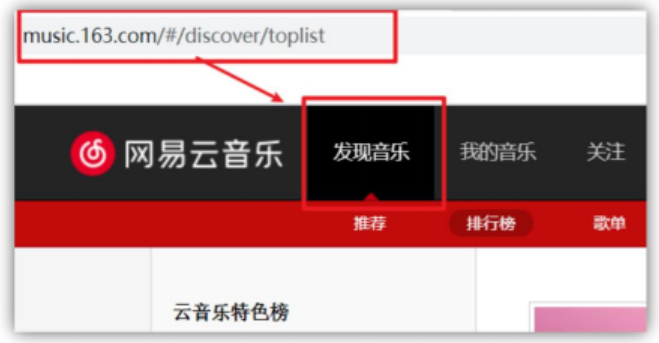 music.163.com/#/discover/toplist
网易云音乐 发现音乐 我的音乐 关注
推荐 排行榜 歌单
云音乐特色榜